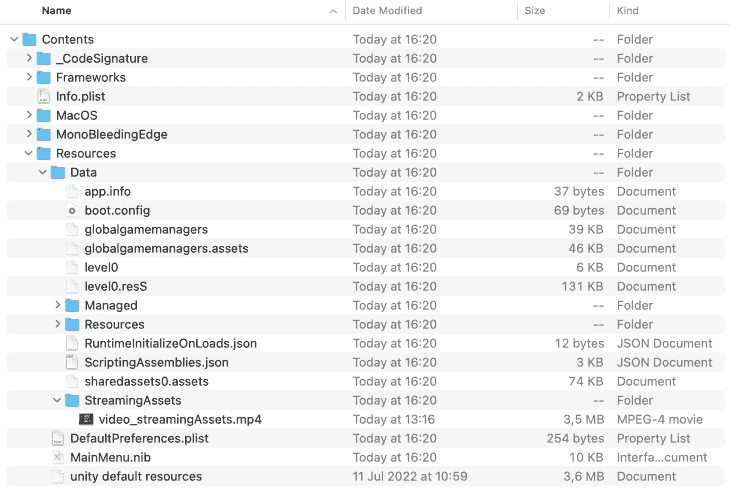 Name Date Modified Size Kind
Contents Today at 16:20 -- Folder
_CodeSignature Today at 16:20 -- Folder
Frameworks Today at 16:20 -- Folder
Info.plist Today at 16:20 2 KB Property List
MacOS Today at 16:20 -- Folder
MonoBleedingEdge Today at 16:20 -- Folder
Resources Today at 16:20 -- Folder
Data Today at 16:20 -- Folder
app.info Today at 16:20 37 bytes Document
boot.config Today at 16:20 69 bytes Document
globalgamemanagers Today at 16:20 39 KB Document
globalgamemanagers.assets Today at 16:20 46 KB Document
level0 Today at 16:20 6 KB Document
level0.resS Today at 16:20 131 KB Document
Managed Today at 16:20 -- Folder
Resources Today at 16:20 -- Folder
RuntimeInitializeOnLoads.json Today at 16:20 12 bytes JSON Document
ScriptingAssemblies.json Today at 16:20 3 KB JSON Document
sharedassets0.assets Today at 16:20 74 KB Document
StreamingAssets Today at 16:20 -- Folder
video_streamingAssets.mp4 Today at 13:16 3,5 MB MPEG-4 movie
DefaultPreferences.plist Today at 16:20 254 bytes Property List
MainMenu.nib Today at 16:20 10 KB Interfa...cument
unity default resources 11 Jul 2022 at 10:59 3,6 MB Document